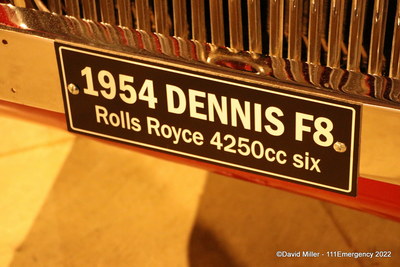 1954 DENNIS F8
Rolls Royce 4250cc six
©David Miller - 111Emergency 2022